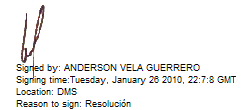 Signed by: ANDERSON VELA GUERRERO
Signing time:Tuesday, January 26 2010, 22:7:8 GMT
Location: DMS
Reason to sign: Resolución